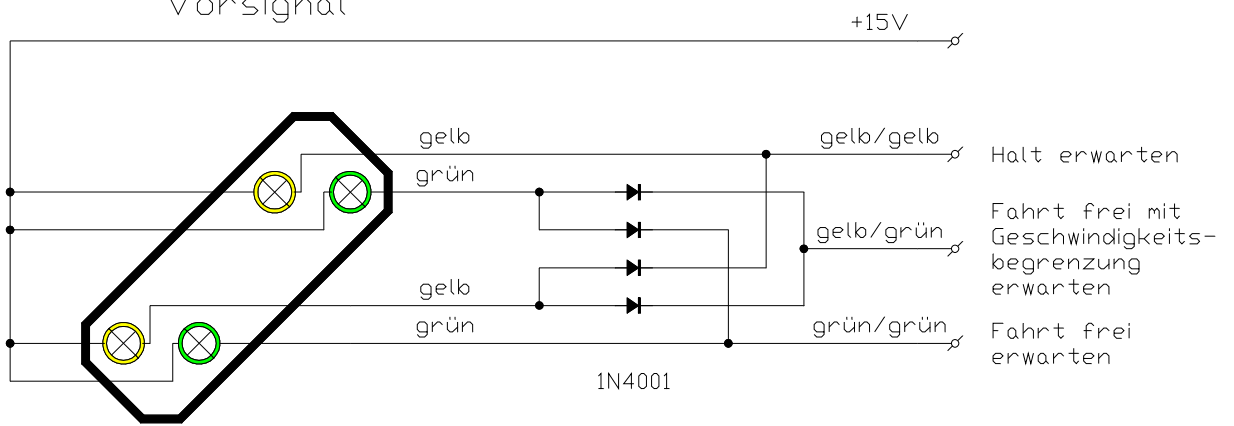 Vorsignal
+15V
gelb
gelb/gelb
Halt erwarten
grün
Fahrt frei mit
Geschwindigkeits-
begrenzung
erwarten
gelb/grün
gelb
grün
grün/grün
Fahrt frei
erwarten
1N4001